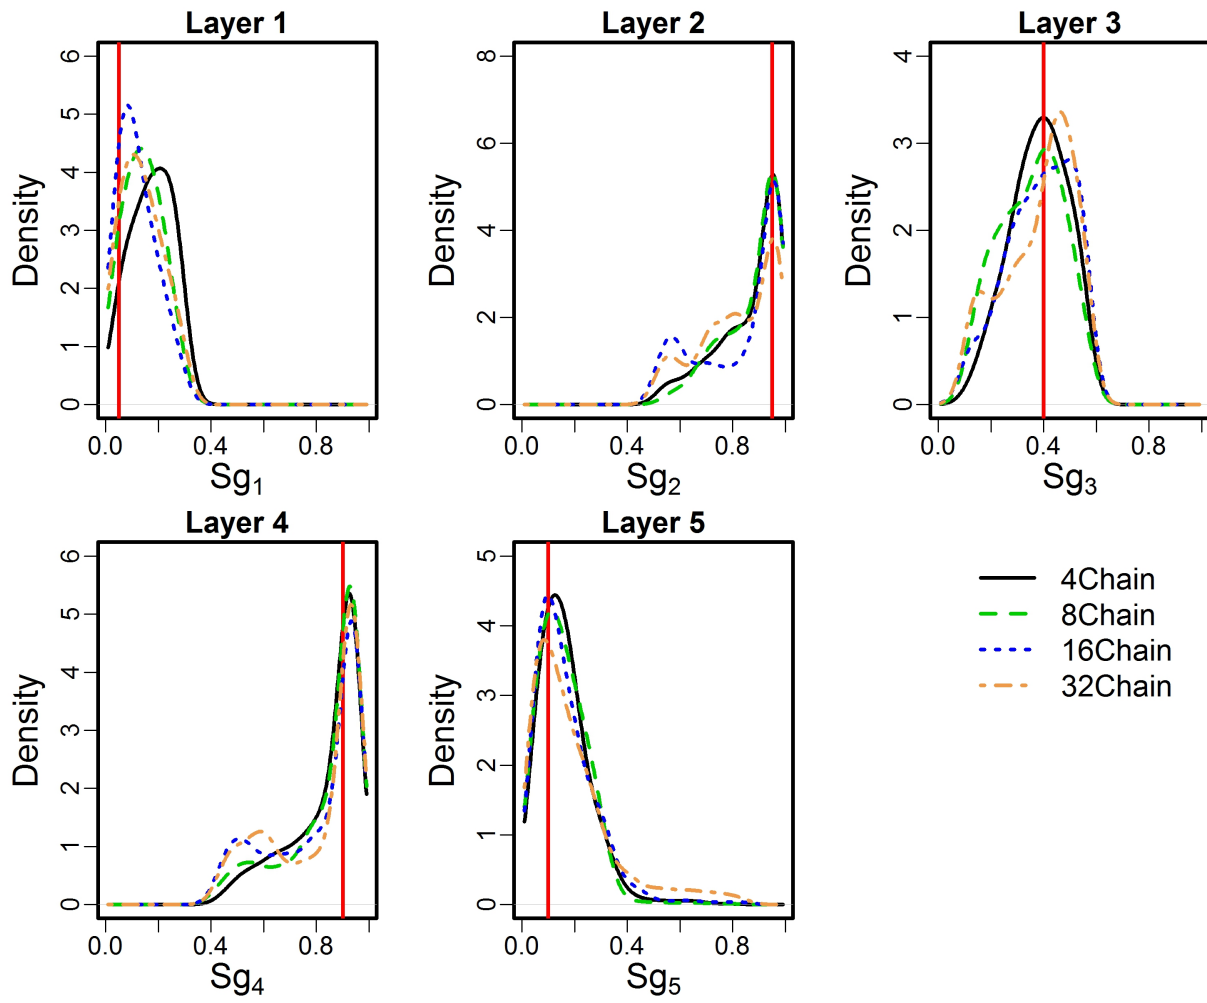 Layer 1
Layer 2
Layer 3
Density
0 1 2 3 4 5 6
0.0 0.4 0.8
Sg1
Density
0 2 4 6 8
0.0 0.4 0.8
Sg2
Density
0 1 2 3 4
0.0 0.4 0.8
Sg3
Layer 4
Layer 5
Density
0 1 2 3 4 5 6
0.0 0.4 0.8
Sg4
Density
0 1 2 3 4 5
0.0 0.4 0.8
Sg5
4Chain
8Chain
16Chain
32Chain